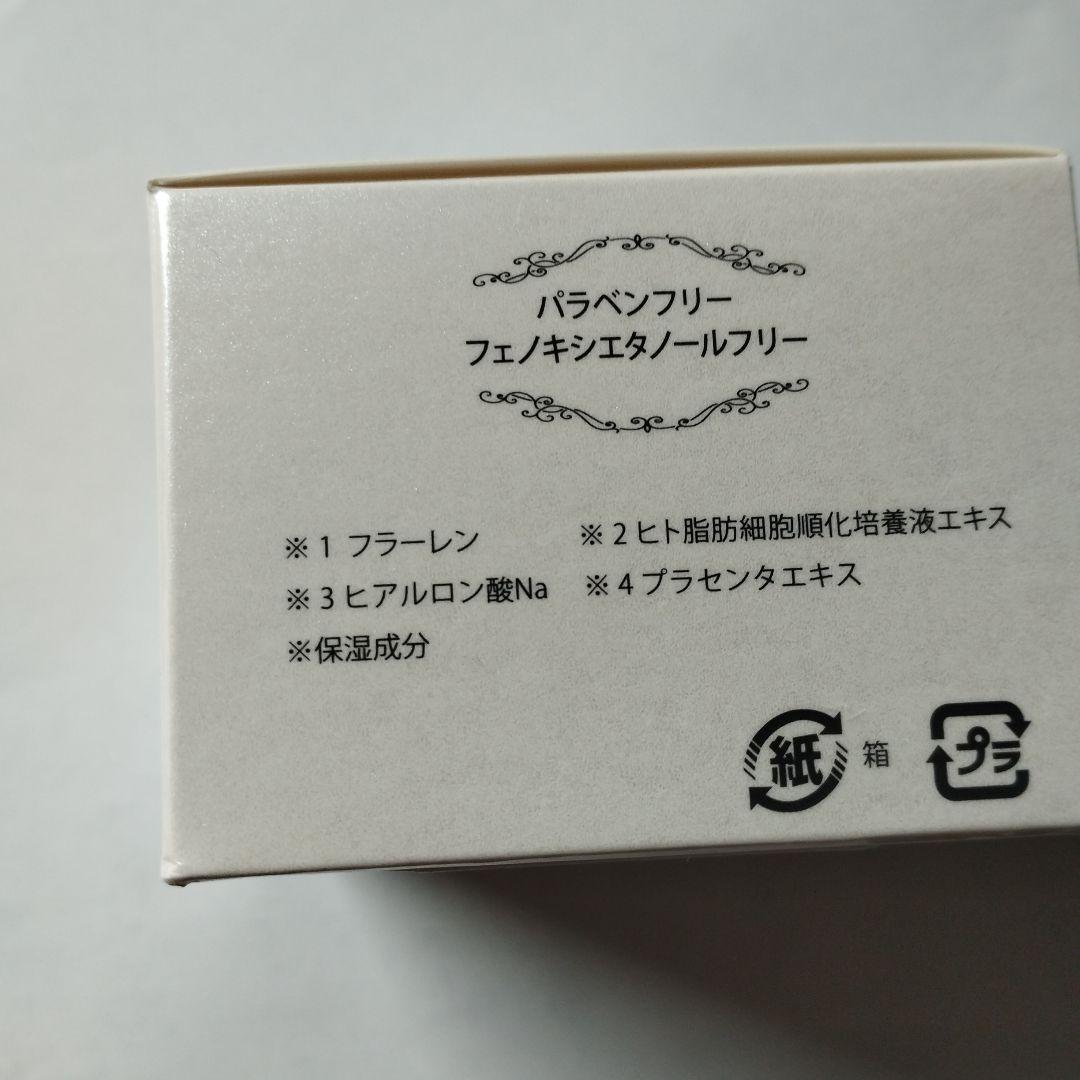 パラベンフリー
フェノキシエタノールフリー
※1 フラーレン ※2ヒト脂肪細胞順化培養液エキス
※3ヒアルロン酸Na ※4プラセンタエキス
※保湿成分
紙 箱 プラ